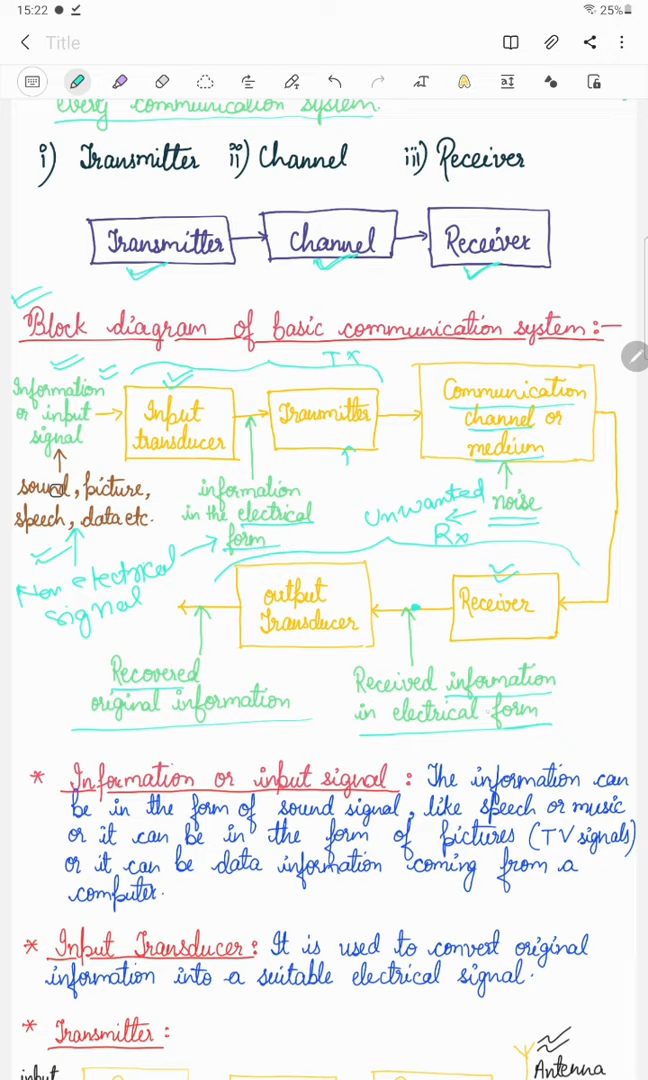 15:22
25%
Title
every communication system.
i) Transmitter ii) Channel iii) Receiver
Transmitter Channel Receiver
Block diagram of basic communication system:-
Tx
Information
or input
signal
Input
transducer
Transmitter
Communication
channel or
medium
sound, picture,
speech, data etc.
information
in the electrical
form
Unwanted
noise
Rx
Non electrical
signal
output
Transducer
Receiver
Recovered
original information
Received information
in electrical form
* Information or input signal : The information can
be in the form of sound signal, like speech or music
or it can be in the form of pictures (TV signals)
or it can be data information coming from a
computer.
* Input Transducer: It is used to convert original
information into a suitable electrical signal.
* Transmitter:
input
Antenna